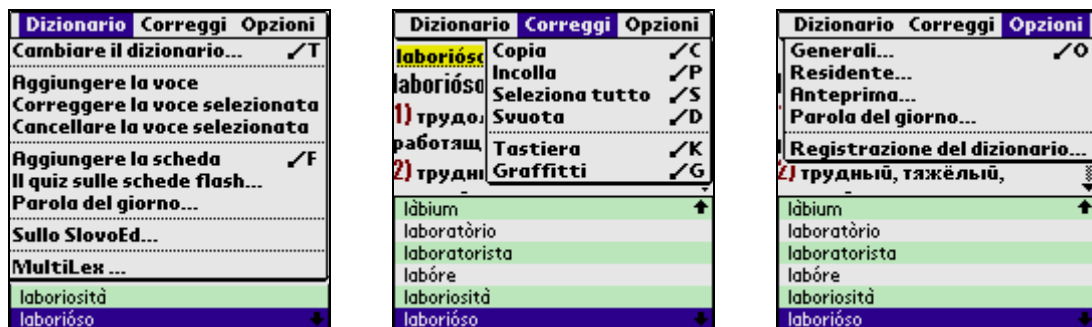 Dizionario Correggi Opzioni
Cambiare il dizionario... ✓T
Aggiungere la voce
Correggere la voce selezionata
Cancellare la voce selezionata
Aggiungere la scheda ✓F
Il quiz sulle schede flash...
Parola del giorno...
Sullo SlovoEd...
MultiLex ...
laboriosità
laborióso
Dizionario Correggi Opzioni
laborióso
Copia ✓C
Incolla ✓P
laborióso
Seleziona tutto ✓S
1) трудо
Svuota ✓D
работящ
Tastiera ✓K
2) трудн
Graffitti ✓G
làbium
laboratòrio
laboratorista
labóre
laboriosità
laborióso
Dizionario Correggi Opzioni
Generali... ✓O
Residente...
Anteprima...
Parola del giorno...
Registrazione del dizionario...
2) трудный, тяжёлый,
làbium
laboratòrio
laboratorista
labóre
laboriosità
laborióso